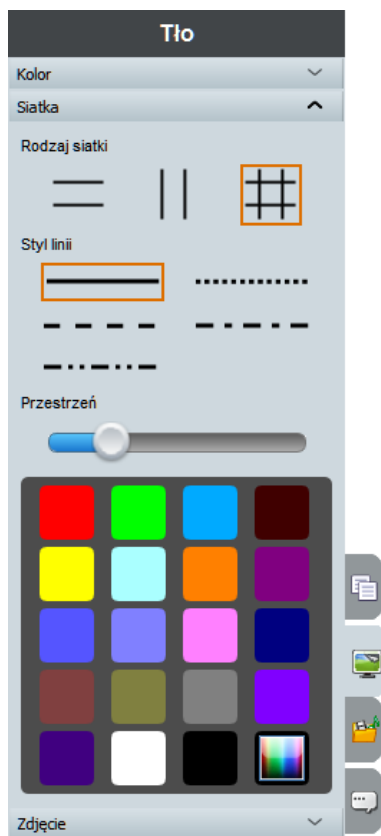 Tło
Kolor
Siatka
Rodzaj siatki
Styl linii
Przestrzeń
Zdjęcie